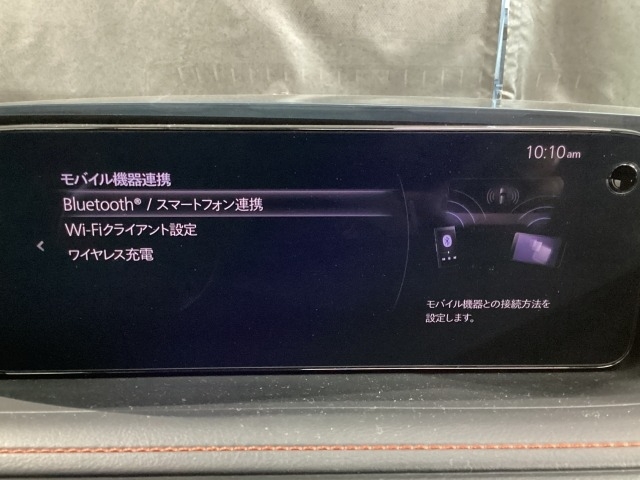 10:10am
モバイル機器連携
Bluetooth® / スマートフォン連携
Wi-Fiクライアント設定
ワイヤレス充電
モバイル機器との接続方法を
設定します。